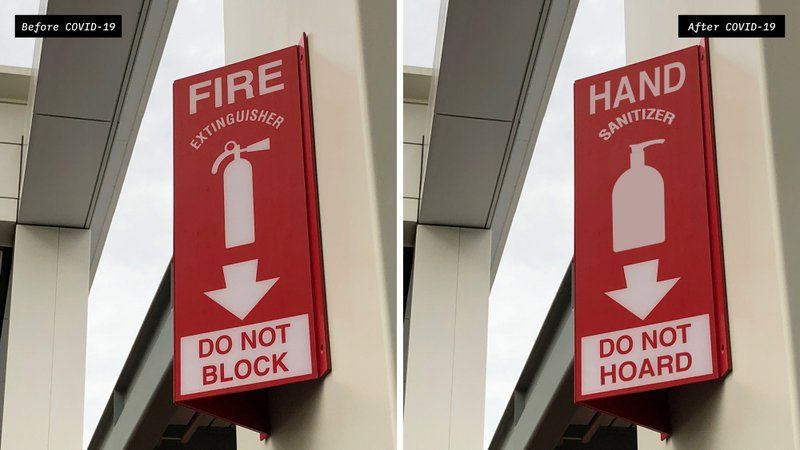 Before COVID-19
FIRE
EXTINGUISHER
DO NOT
BLOCK
After COVID-19
HAND
SANITIZER
DO NOT
HOARD